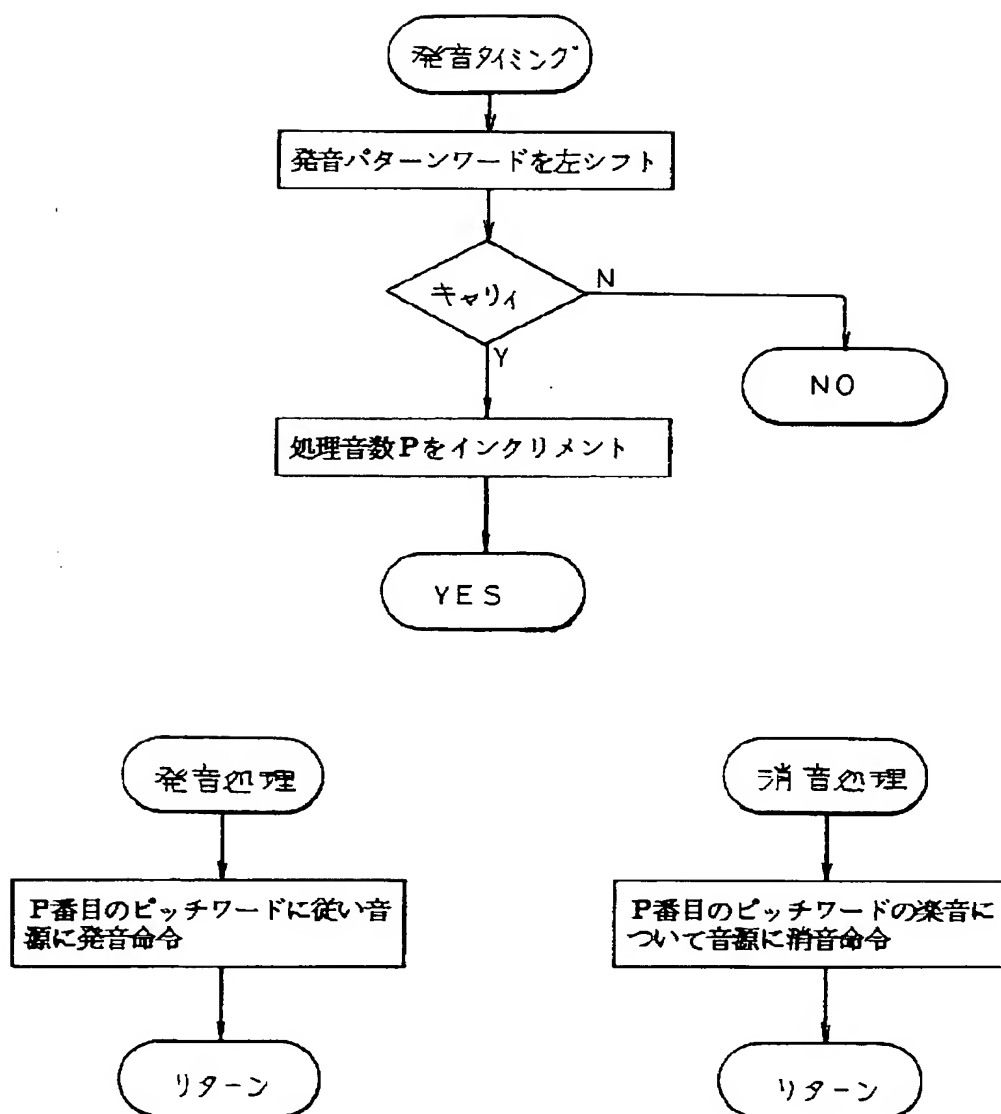 発音タイミング
発音パターンワードを左シフト
キャリィ
N
NO
Y
処理音数Pをインクリメント
YES
発音処理
P番目のピッチワードに従い音
源に発音命令
リターン
消音処理
P番目のピッチワードの楽音に
ついて音源に消音命令
リターン